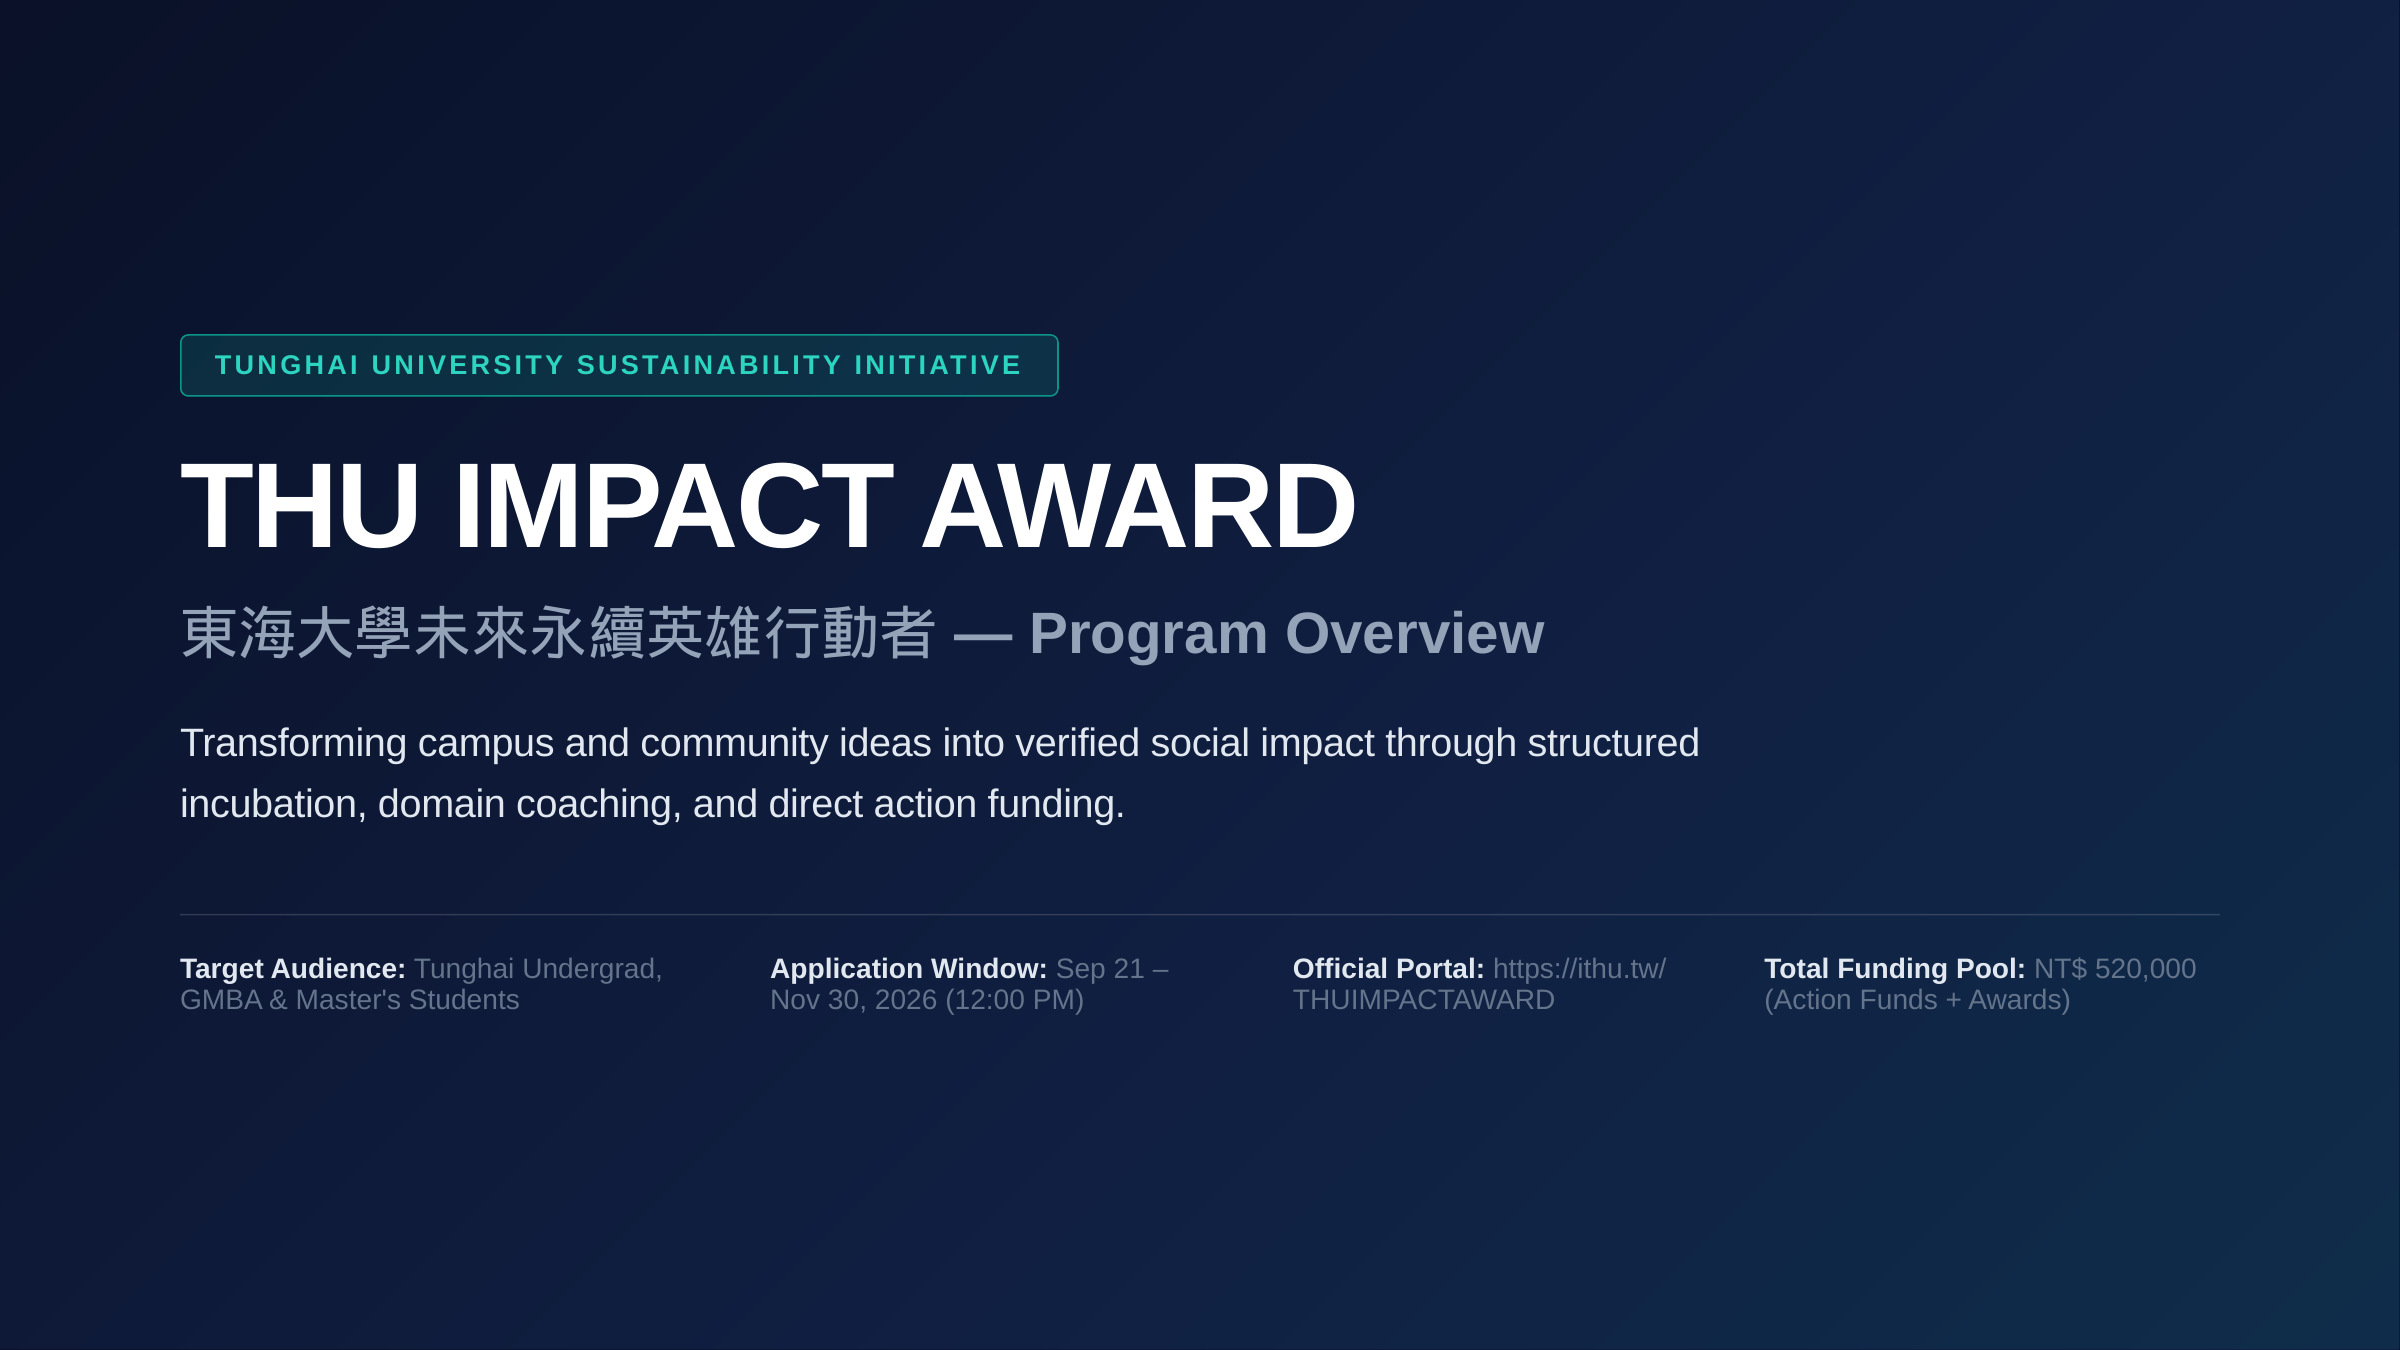 TUNGHAI UNIVERSITY SUSTAINABILITY INITIATIVE
THU IMPACT AWARD
東海大學未來永續英雄行動者 — Program Overview
Transforming campus and community ideas into verified social impact through structured
incubation, domain coaching, and direct action funding.
Target Audience: Tunghai Undergrad,
GMBA & Master's Students
Application Window: Sep 21 –
Nov 30, 2026 (12:00 PM)
Official Portal: https://ithu.tw/
THUIMPACTAWARD
Total Funding Pool: NT$ 520,000
(Action Funds + Awards)